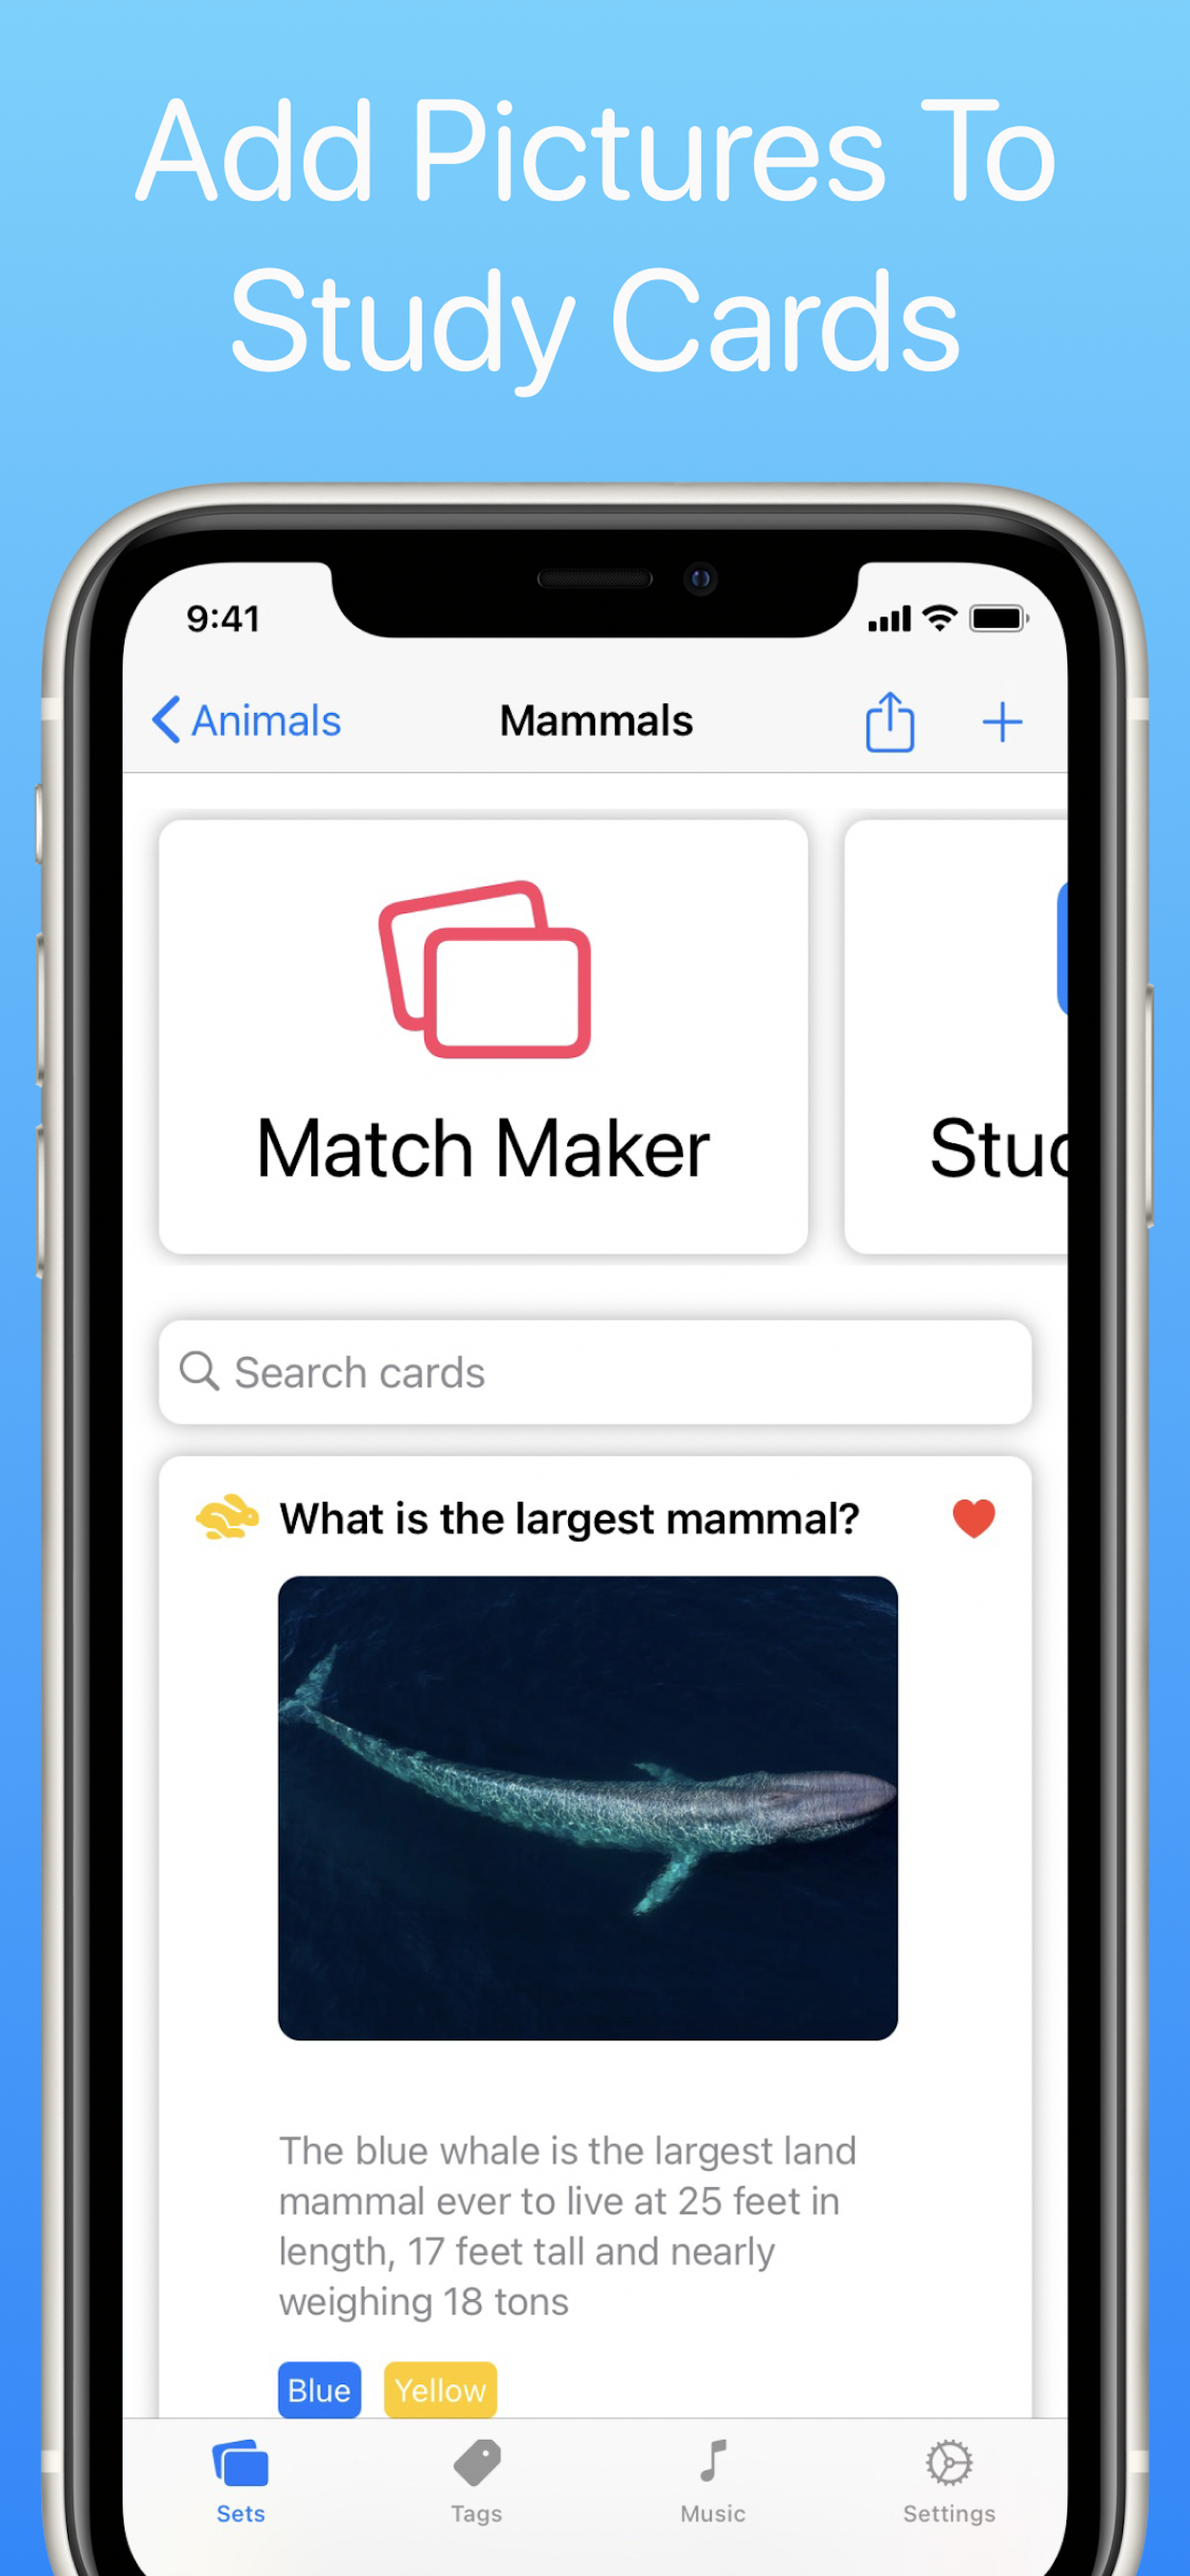 Add Pictures To
Study Cards
9:41
Animals
Mammals
Match Maker
Search cards
What is the largest mammal?
The blue whale is the largest land
mammal ever to live at 25 feet in
length, 17 feet tall and nearly
weighing 18 tons
Blue
Yellow
Sets
Tags
Music
Settings